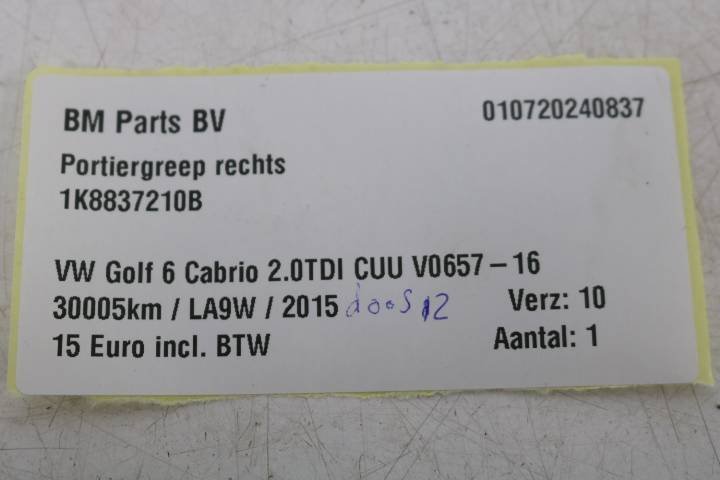 BM Parts BV 010720240837
Portiergreep rechts
1K8837210B
VW Golf 6 Cabrio 2.0TDI CUU V0657-16
30005km / LA9W / 2015 doos 12 Verz: 10
15 Euro incl. BTW Aantal: 1